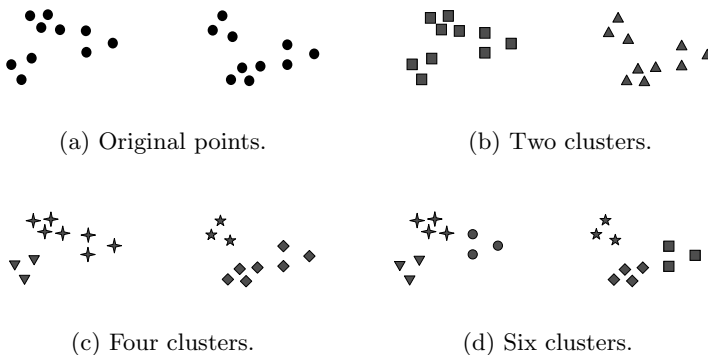 (a) Original points.
(b) Two clusters.
(c) Four clusters.
(d) Six clusters.